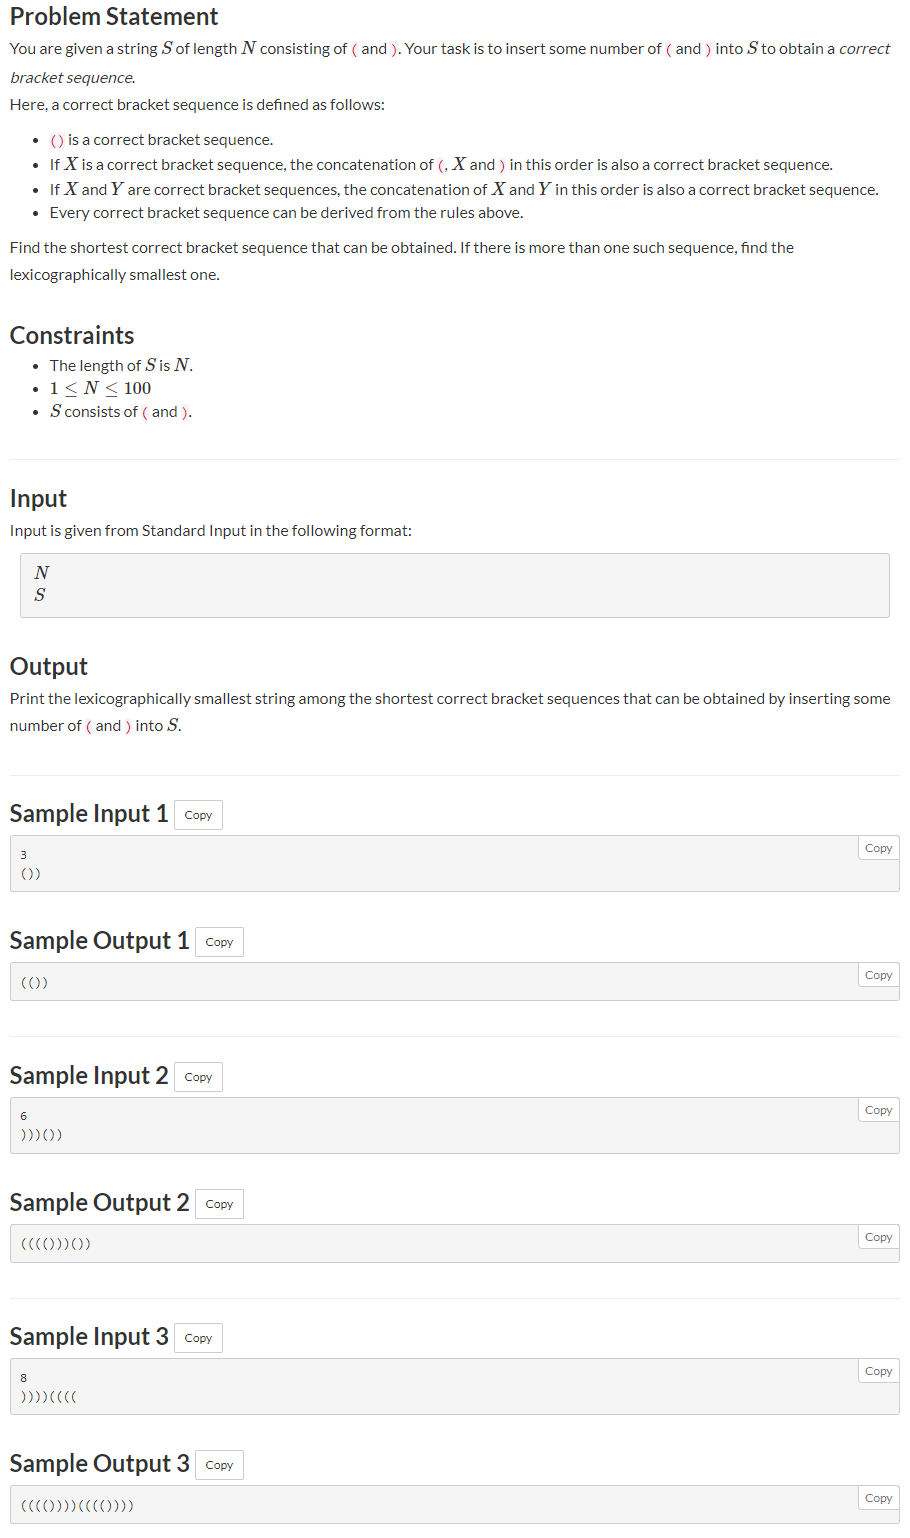 Problem Statement
You are given a string S of length N consisting of ( and ). Your task is to insert some number of ( and ) into S to obtain a correct
bracket sequence.
Here, a correct bracket sequence is defined as follows:
• () is a correct bracket sequence.
• If X is a correct bracket sequence, the concatenation of (, X and ) in this order is also a correct bracket sequence.
• If X and Y are correct bracket sequences, the concatenation of X and Y in this order is also a correct bracket sequence.
• Every correct bracket sequence can be derived from the rules above.
Find the shortest correct bracket sequence that can be obtained. If there is more than one such sequence, find the
lexicographically smallest one.
Constraints
• The length of S is N.
• 1 ≤ N ≤ 100
• S consists of ( and ).
Input
Input is given from Standard Input in the following format:
N
S
Output
Print the lexicographically smallest string among the shortest correct bracket sequences that can be obtained by inserting some
number of ( and ) into S.
Sample Input 1 Copy
Copy
3
())
Sample Output 1 Copy
Copy
(())
Sample Input 2 Copy
Copy
6
)))())
Sample Output 2 Copy
Copy
(((()))())
Sample Input 3 Copy
Copy
8
))))((((
Sample Output 3 Copy
Copy
(((())))(((())))